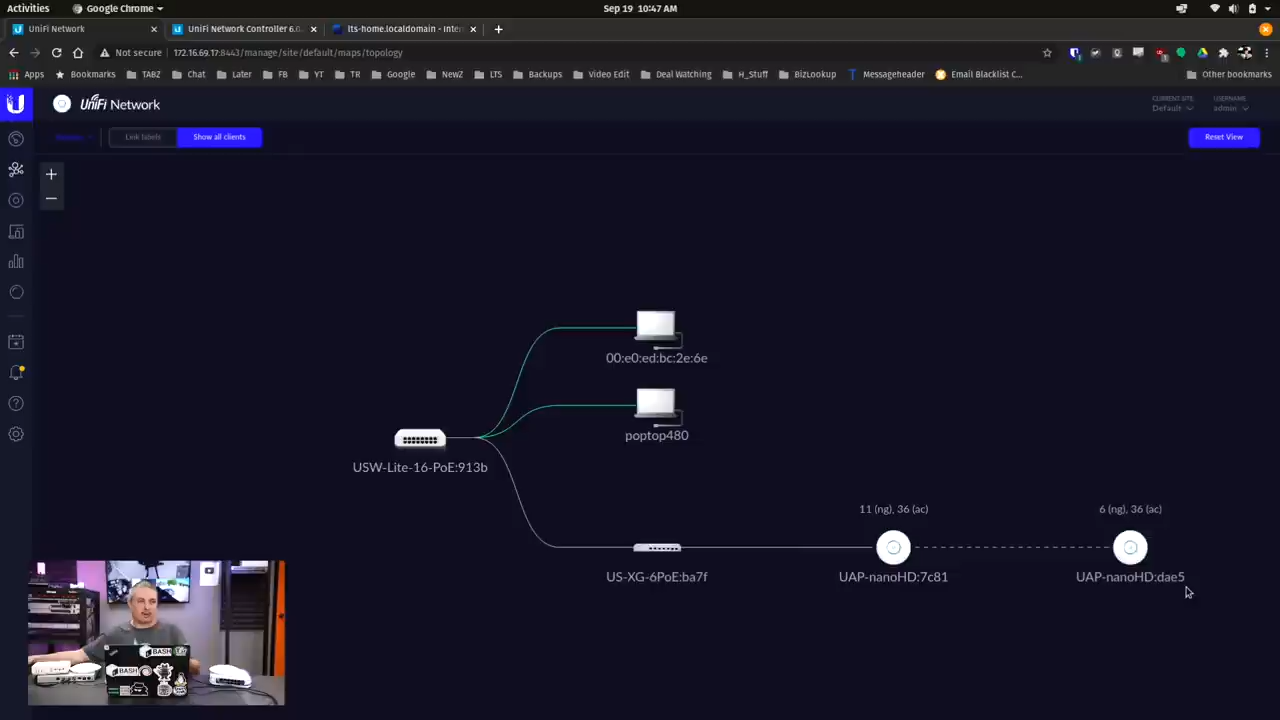 Activities
Google Chrome
Sep 19 10:47 AM
UniFi Network
UniFi Network Controller 6.0.
lts-home.localdomain - Inter
Not secure
172.16.69.17:8443/manage/site/default/maps/topology
Apps
Bookmarks
TABZ
Chat
Later
FB
YT
TR
Google
NewZ
LTS
Backups
Video Edit
Deal Watching
H_Stuff
BizLookup
Messageheader
Email Blacklist C...
Other bookmarks
U
UniFi Network
CURRENT SITE
Default
USERNAME
admin
Link labels
Show all clients
Reset View
+
−
00:e0:ed:bc:2e:6e
poptop480
USW-Lite-16-PoE:913b
11 (ng), 36 (ac)
6 (ng), 36 (ac)
US-XG-6PoE:ba7f
UAP-nanoHD:7c81
UAP-nanoHD:dae5
BASH
BASH